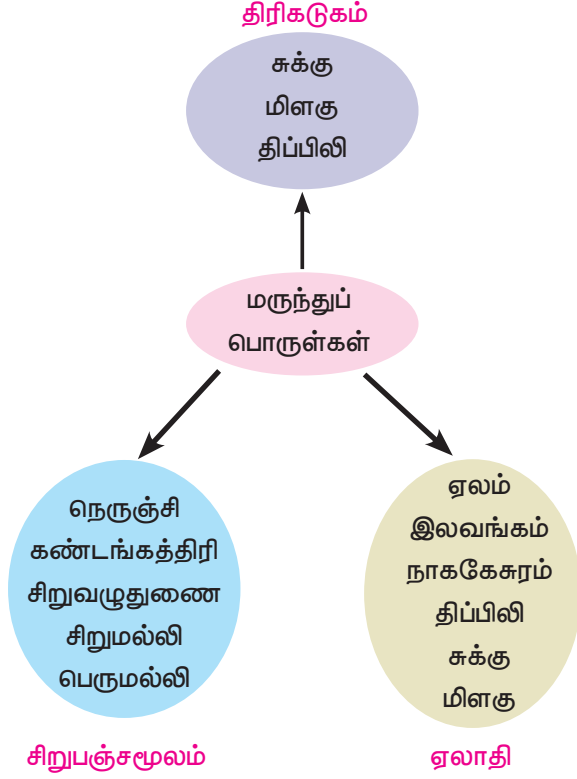 திரிகடுகம்
சுக்கு
மிளகு
திப்பிலி
மருந்துப்
பொருள்கள்
நெருஞ்சி
கண்டங்கத்திரி
சிறுவழுதுணை
சிறுமல்லி
பெருமல்லி
சிறுபஞ்சமூலம்
ஏலம்
இலவங்கம்
நாககேசுரம்
திப்பிலி
சுக்கு
மிளகு
ஏலாதி